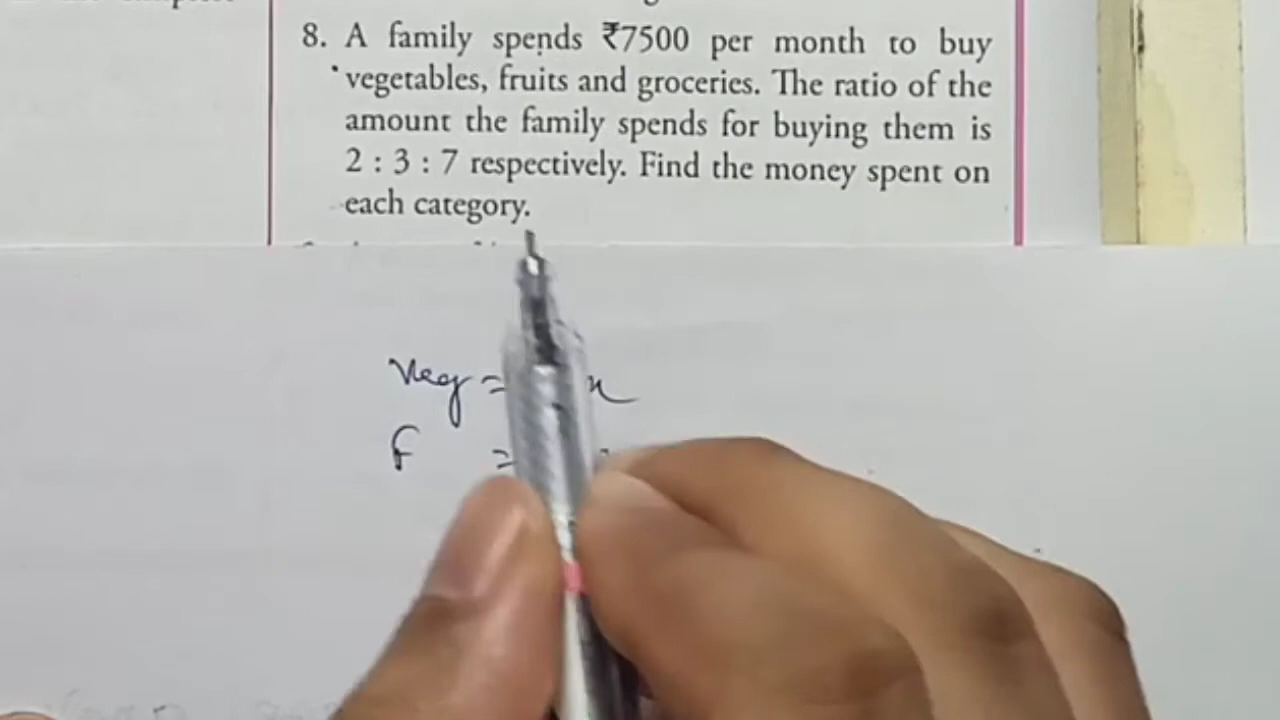 8. A family spends ₹7500 per month to buy
vegetables, fruits and groceries. The ratio of the
amount the family spends for buying them is
2 : 3 : 7 respectively. Find the money spent on
each category.
Veg = x
F =